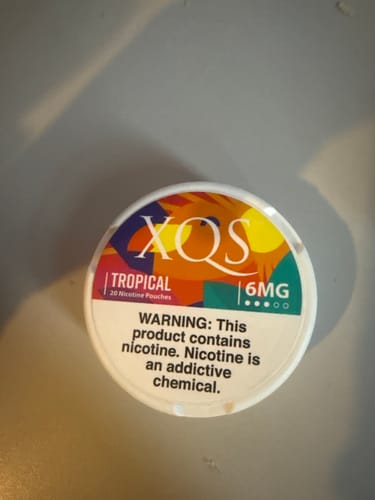 XQS
TROPICAL
20 Nicotine Pouches
6MG
WARNING: This
product contains
nicotine. Nicotine is
an addictive
chemical.